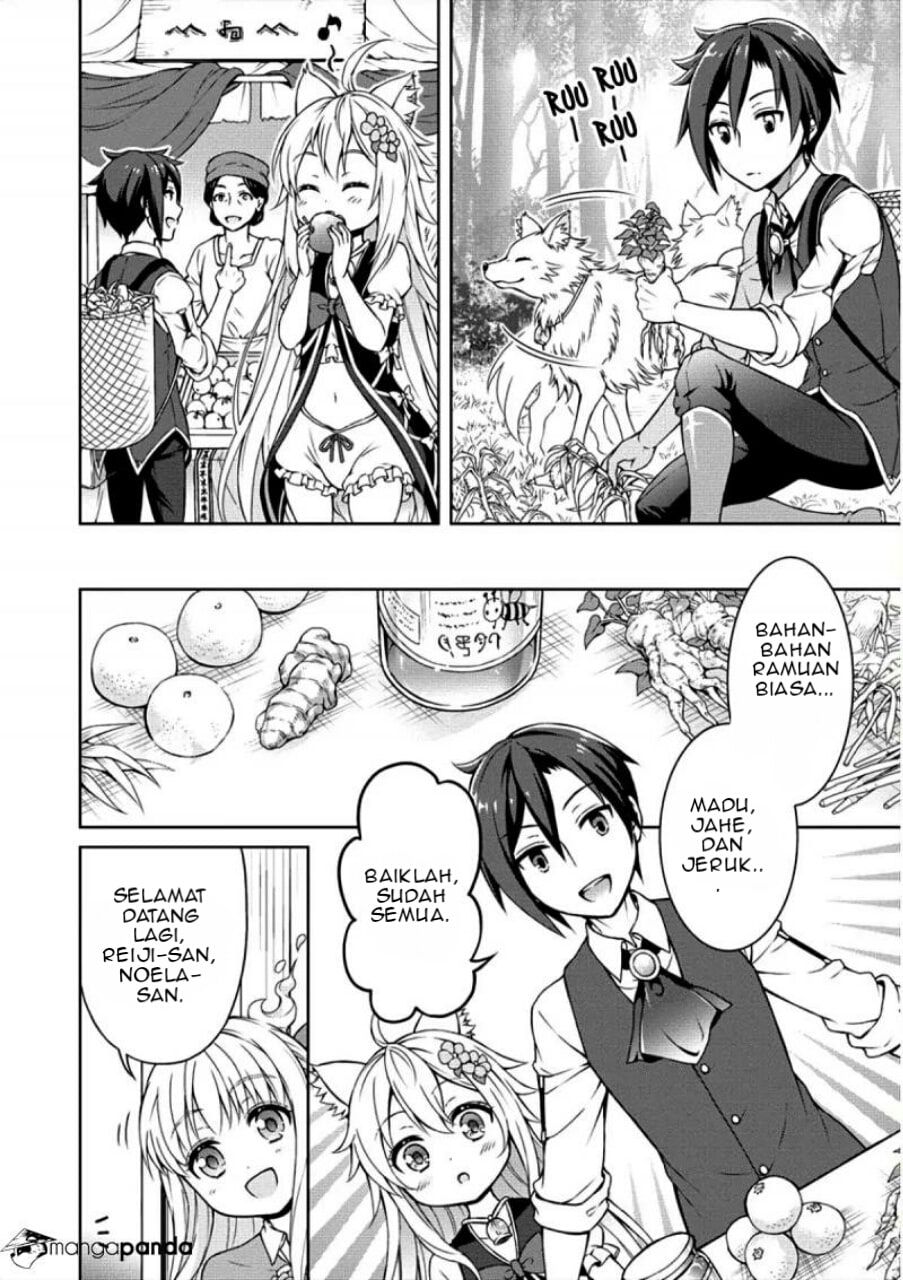 RUU RUU
RUU
BAHAN-
BAHAN
RAMUAN
BIASA...
MADU,
JAHE,
DAN
JERUK..
.
BAIKLAH,
SUDAH
SEMUA.
SELAMAT
DATANG
LAGI,
REIJI-SAN,
NOELA-
SAN.
mangapanda